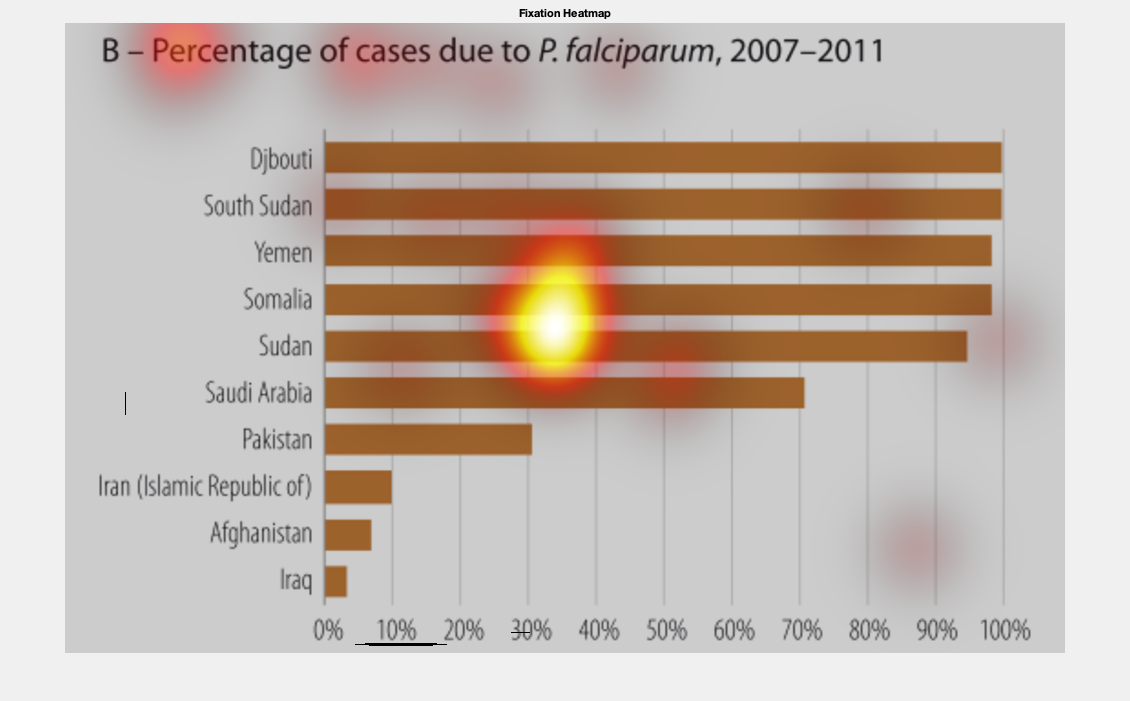 Fixation Heatmap
B – Percentage of cases due to P. falciparum, 2007–2011
Djbouti
South Sudan
Yemen
Somalia
Sudan
Saudi Arabia
Pakistan
Iran (Islamic Republic of)
Afghanistan
Iraq
0% 10% 20% 30% 40% 50% 60% 70% 80% 90% 100%